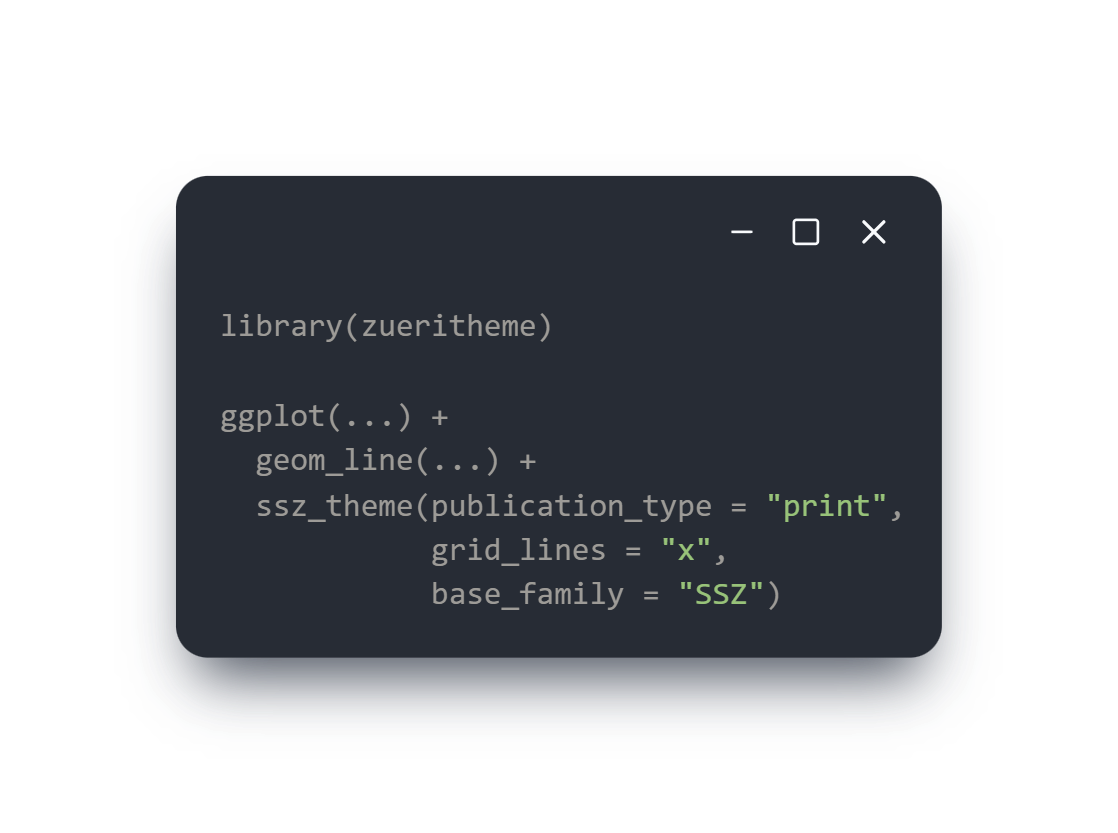 library(zueritheme)

ggplot(...) +
  geom_line(...) +
  ssz_theme(publication_type = "print",
            grid_lines = "x",
            base_family = "SSZ")